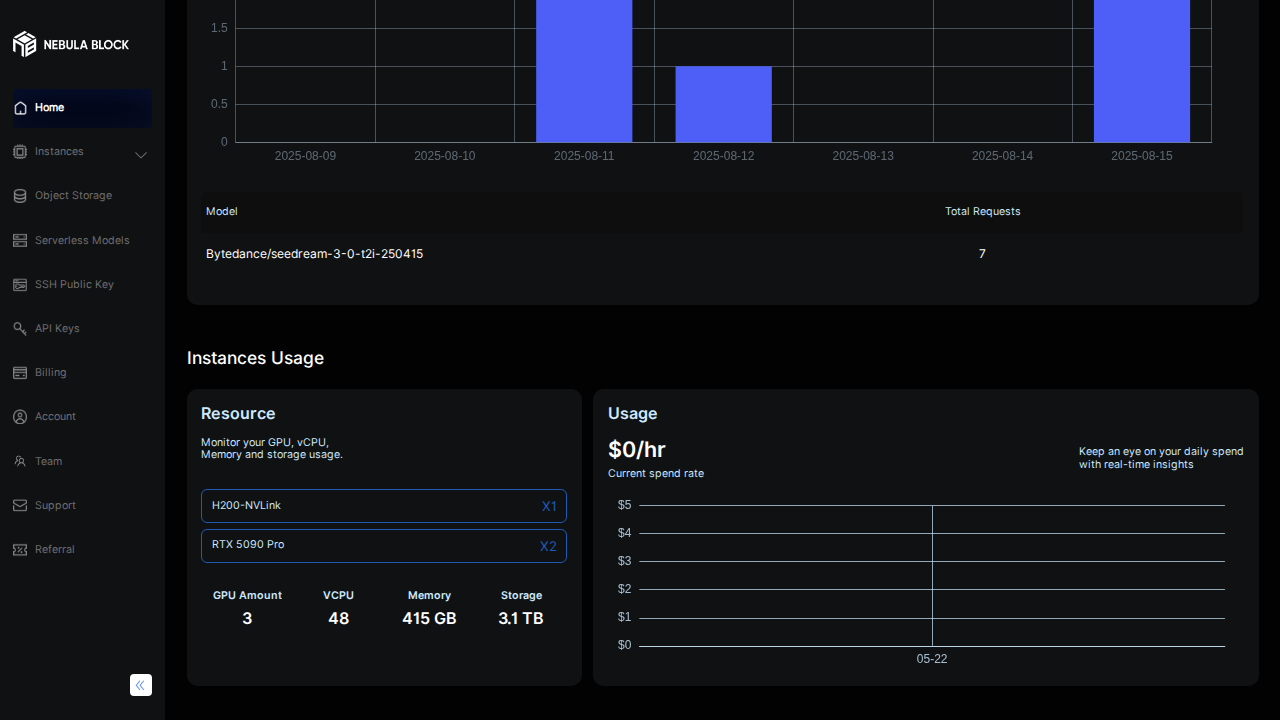 NEBULA BLOCK
Home
Instances
Object Storage
Serverless Models
SSH Public Key
API Keys
Billing
Account
Team
Support
Referral
1.5
1
0.5
0
2025-08-09 2025-08-10 2025-08-11 2025-08-12 2025-08-13 2025-08-14 2025-08-15
Model Total Requests
Bytedance/seedream-3-0-t2i-250415 7
Instances Usage
Resource
Monitor your GPU, vCPU,
Memory and storage usage.
H200-NVLink X1
RTX 5090 Pro X2
GPU Amount VCPU Memory Storage
3 48 415 GB 3.1 TB
Usage
$0/hr
Current spend rate
Keep an eye on your daily spend
with real-time insights
$5
$4
$3
$2
$1
$0
05-22